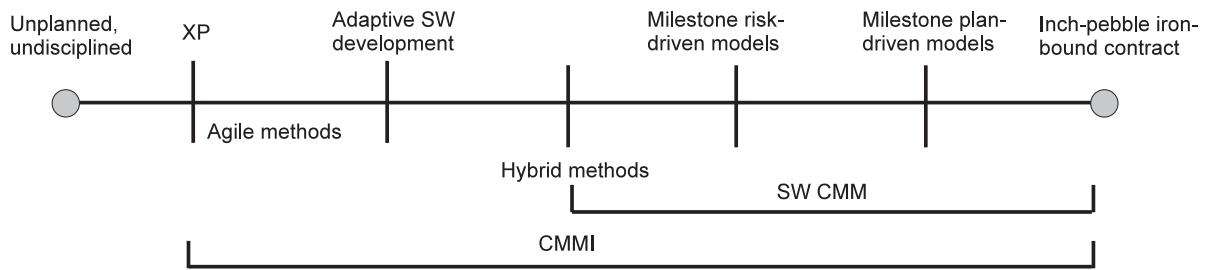 Unplanned,
undisciplined
XP
Adaptive SW
development
Milestone risk-
driven models
Milestone plan-
driven models
Inch-pebble iron-
bound contract
Agile methods
Hybrid methods
SW CMM
CMMI